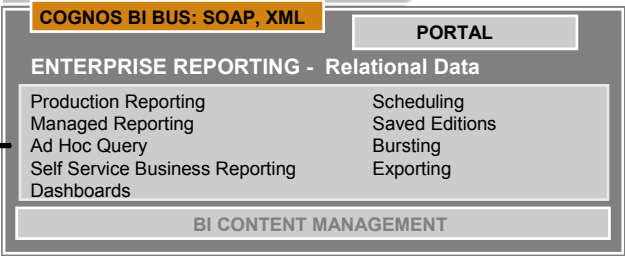 COGNOS BI BUS: SOAP, XML
PORTAL
ENTERPRISE REPORTING - Relational Data
Production Reporting
Managed Reporting
Ad Hoc Query
Self Service Business Reporting
Dashboards
Scheduling
Saved Editions
Bursting
Exporting
BI CONTENT MANAGEMENT